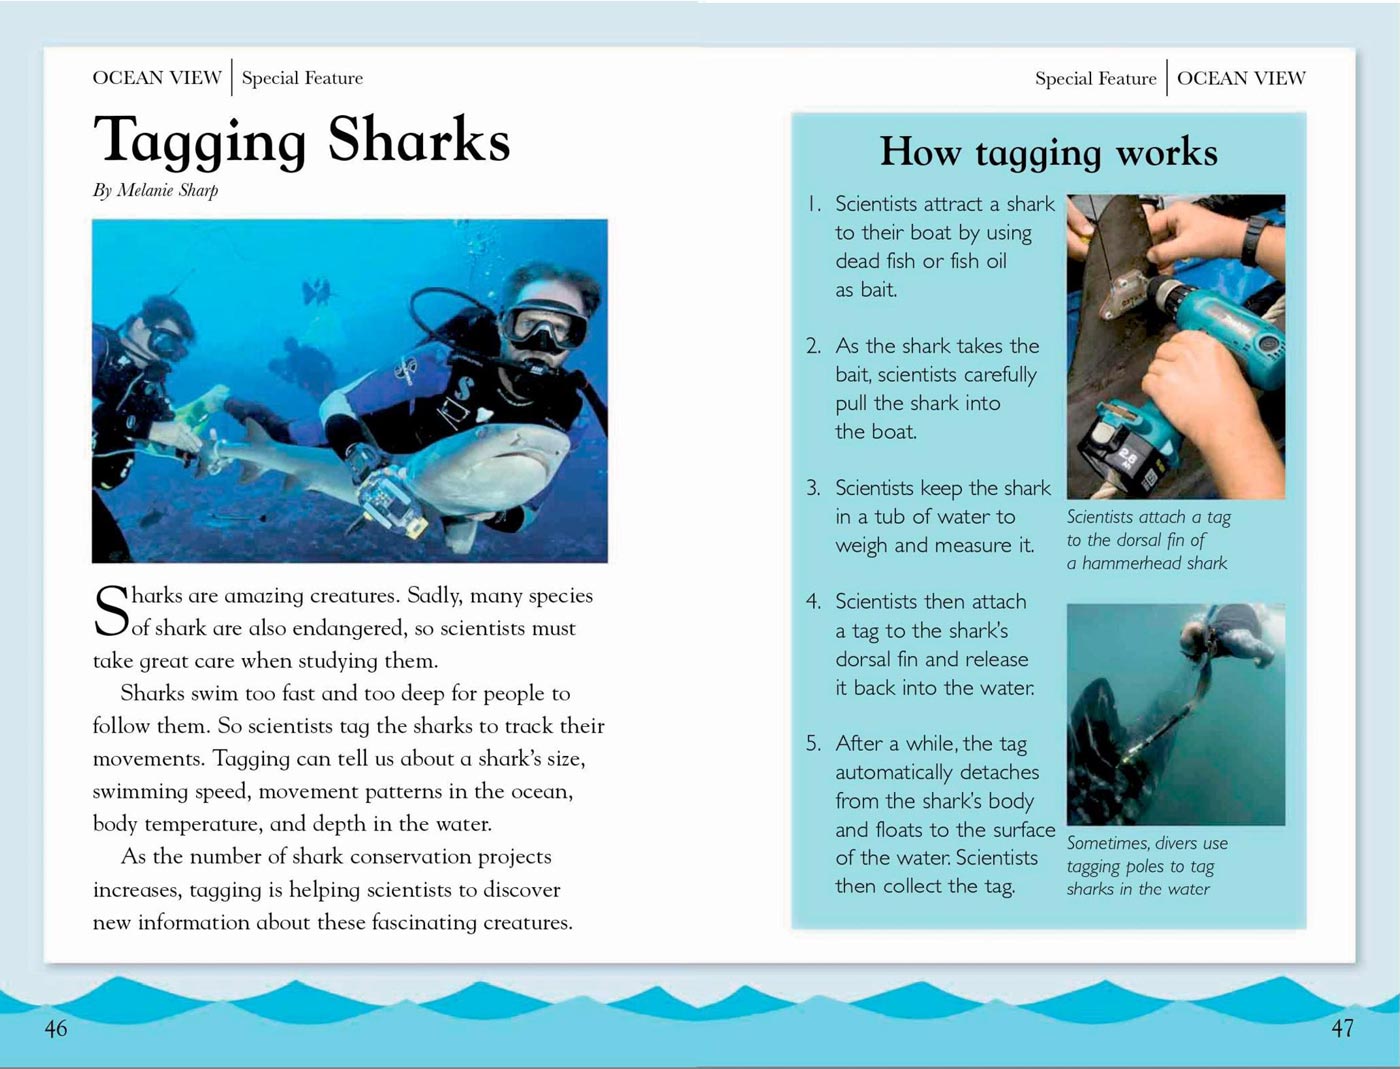 OCEAN VIEW | Special Feature
Tagging Sharks
By Melanie Sharp
Sharks are amazing creatures. Sadly, many species
of shark are also endangered, so scientists must
take great care when studying them.
Sharks swim too fast and too deep for people to
follow them. So scientists tag the sharks to track their
movements. Tagging can tell us about a shark's size,
swimming speed, movement patterns in the ocean,
body temperature, and depth in the water.
As the number of shark conservation projects
increases, tagging is helping scientists to discover
new information about these fascinating creatures.
46
Special Feature | OCEAN VIEW
How tagging works
1. Scientists attract a shark
to their boat by using
dead fish or fish oil
as bait.
2. As the shark takes the
bait, scientists carefully
pull the shark into
the boat.
3. Scientists keep the shark
in a tub of water to
weigh and measure it.
4. Scientists then attach
a tag to the shark's
dorsal fin and release
it back into the water.
5. After a while, the tag
automatically detaches
from the shark's body
and floats to the surface
of the water. Scientists
then collect the tag.
makita
2.6
Scientists attach a tag
to the dorsal fin of
a hammerhead shark
Sometimes, divers use
tagging poles to tag
sharks in the water
47